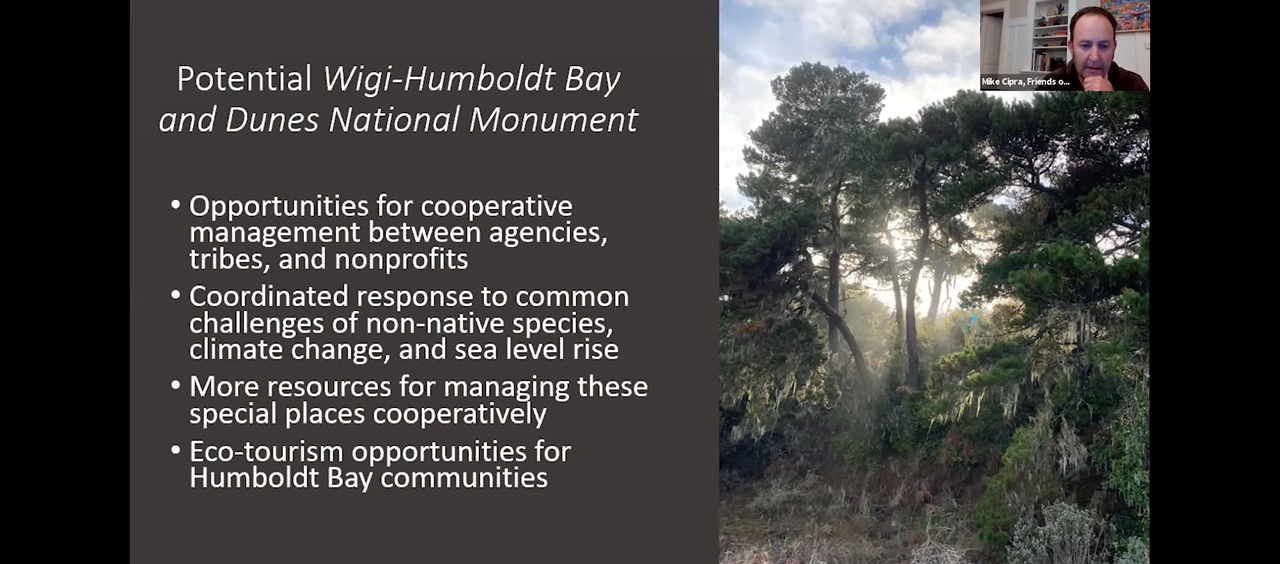 Potential Wigi-Humboldt Bay
and Dunes National Monument
• Opportunities for cooperative
management between agencies,
tribes, and nonprofits
• Coordinated response to common
challenges of non-native species,
climate change, and sea level rise
• More resources for managing these
special places cooperatively
• Eco-tourism opportunities for
Humboldt Bay communities
Mike Cipra, Friends o...